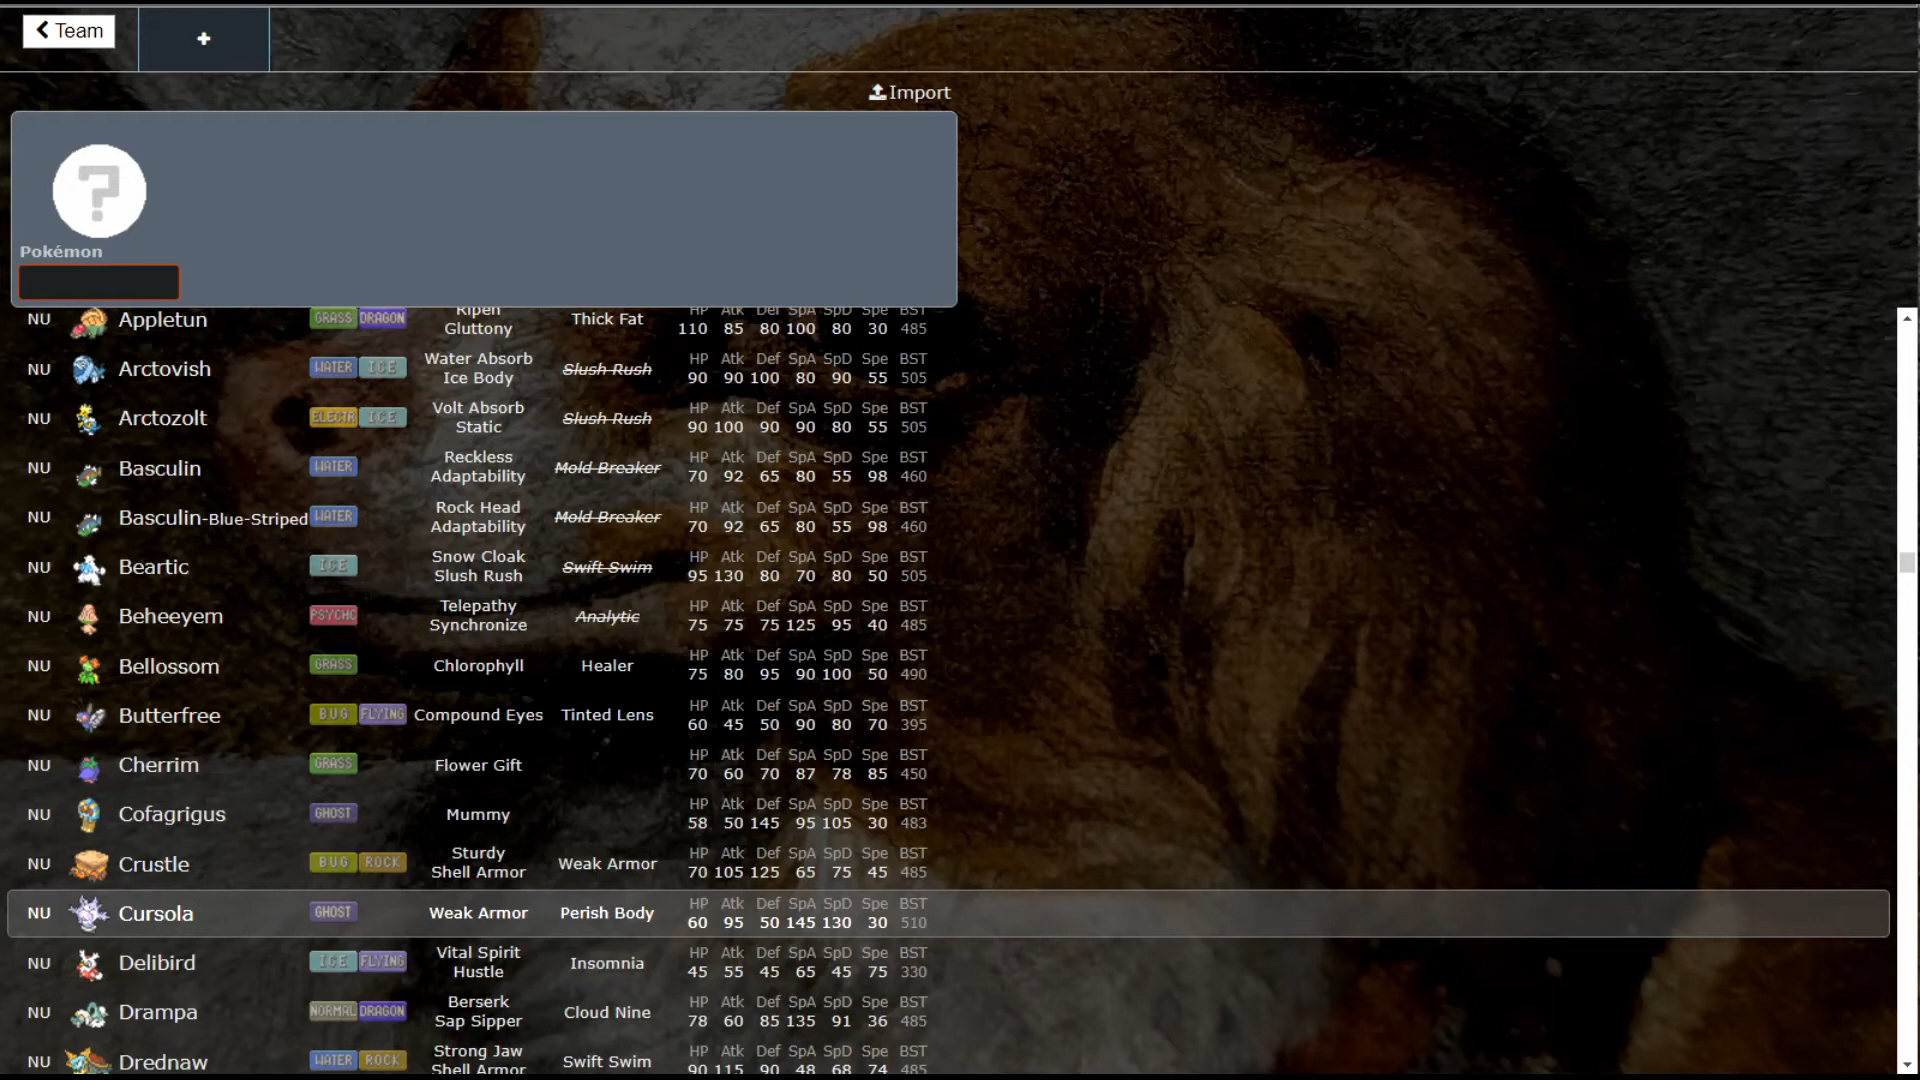 Team
+
Import
?
Pokémon
NU Appletun GRASS DRAGON Ripen Gluttony Thick Fat HP 110 Atk 85 Def 80 SpA 100 SpD 80 Spe 30 BST 485
NU Arctovish WATER ICE Water Absorb Ice Body Slush Rush HP 90 Atk 90 Def 100 SpA 80 SpD 90 Spe 55 BST 505
NU Arctozolt ELECTR ICE Volt Absorb Static Slush Rush HP 90 Atk 100 Def 90 SpA 90 SpD 80 Spe 55 BST 505
NU Basculin WATER Reckless Adaptability Mold Breaker HP 70 Atk 92 Def 65 SpA 80 SpD 55 Spe 98 BST 460
NU Basculin-Blue-Striped WATER Rock Head Adaptability Mold Breaker HP 70 Atk 92 Def 65 SpA 80 SpD 55 Spe 98 BST 460
NU Beartic ICE Snow Cloak Slush Rush Swift Swim HP 95 Atk 130 Def 80 SpA 70 SpD 80 Spe 50 BST 505
NU Beheeyem PSYCHC Telepathy Synchronize Analytic HP 75 Atk 75 Def 75 SpA 125 SpD 95 Spe 40 BST 485
NU Bellossom GRASS Chlorophyll Healer HP 75 Atk 80 Def 95 SpA 90 SpD 100 Spe 50 BST 490
NU Butterfree BUG FLYING Compound Eyes Tinted Lens HP 60 Atk 45 Def 50 SpA 90 SpD 80 Spe 70 BST 395
NU Cherrim GRASS Flower Gift HP 70 Atk 60 Def 70 SpA 87 SpD 78 Spe 85 BST 450
NU Cofagrigus GHOST Mummy HP 58 Atk 50 Def 145 SpA 95 SpD 105 Spe 30 BST 483
NU Crustle BUG ROCK Sturdy Shell Armor Weak Armor HP 70 Atk 105 Def 125 SpA 65 SpD 75 Spe 45 BST 485
NU Cursola GHOST Weak Armor Perish Body HP 60 Atk 95 Def 50 SpA 145 SpD 130 Spe 30 BST 510
NU Delibird ICE FLYING Vital Spirit Hustle Insomnia HP 45 Atk 55 Def 45 SpA 65 SpD 45 Spe 75 BST 330
NU Drampa NORMAL DRAGON Berserk Sap Sipper Cloud Nine HP 78 Atk 60 Def 85 SpA 135 SpD 91 Spe 36 BST 485
NU Drednaw WATER ROCK Strong Jaw Shell Armor Swift Swim HP 90 Atk 115 Def 90 SpA 48 SpD 68 Spe 74 BST 485